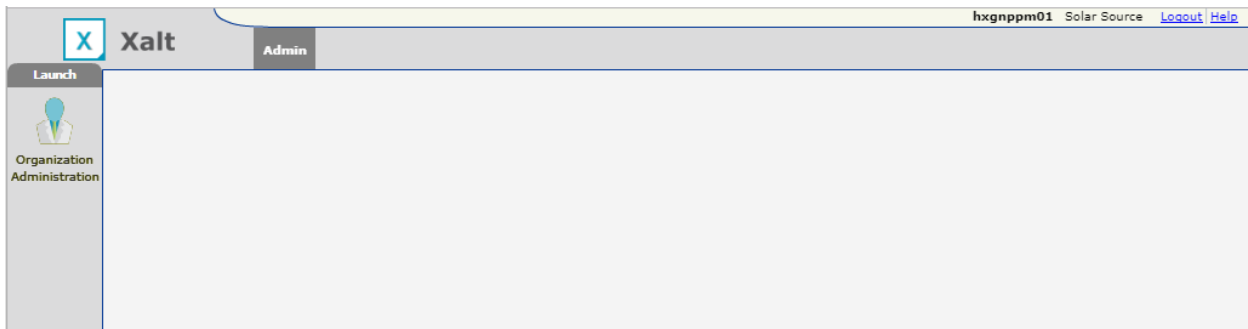 hxgnppm01 Solar Source Logout Help
X Xalt
Admin
Launch
Organization
Administration